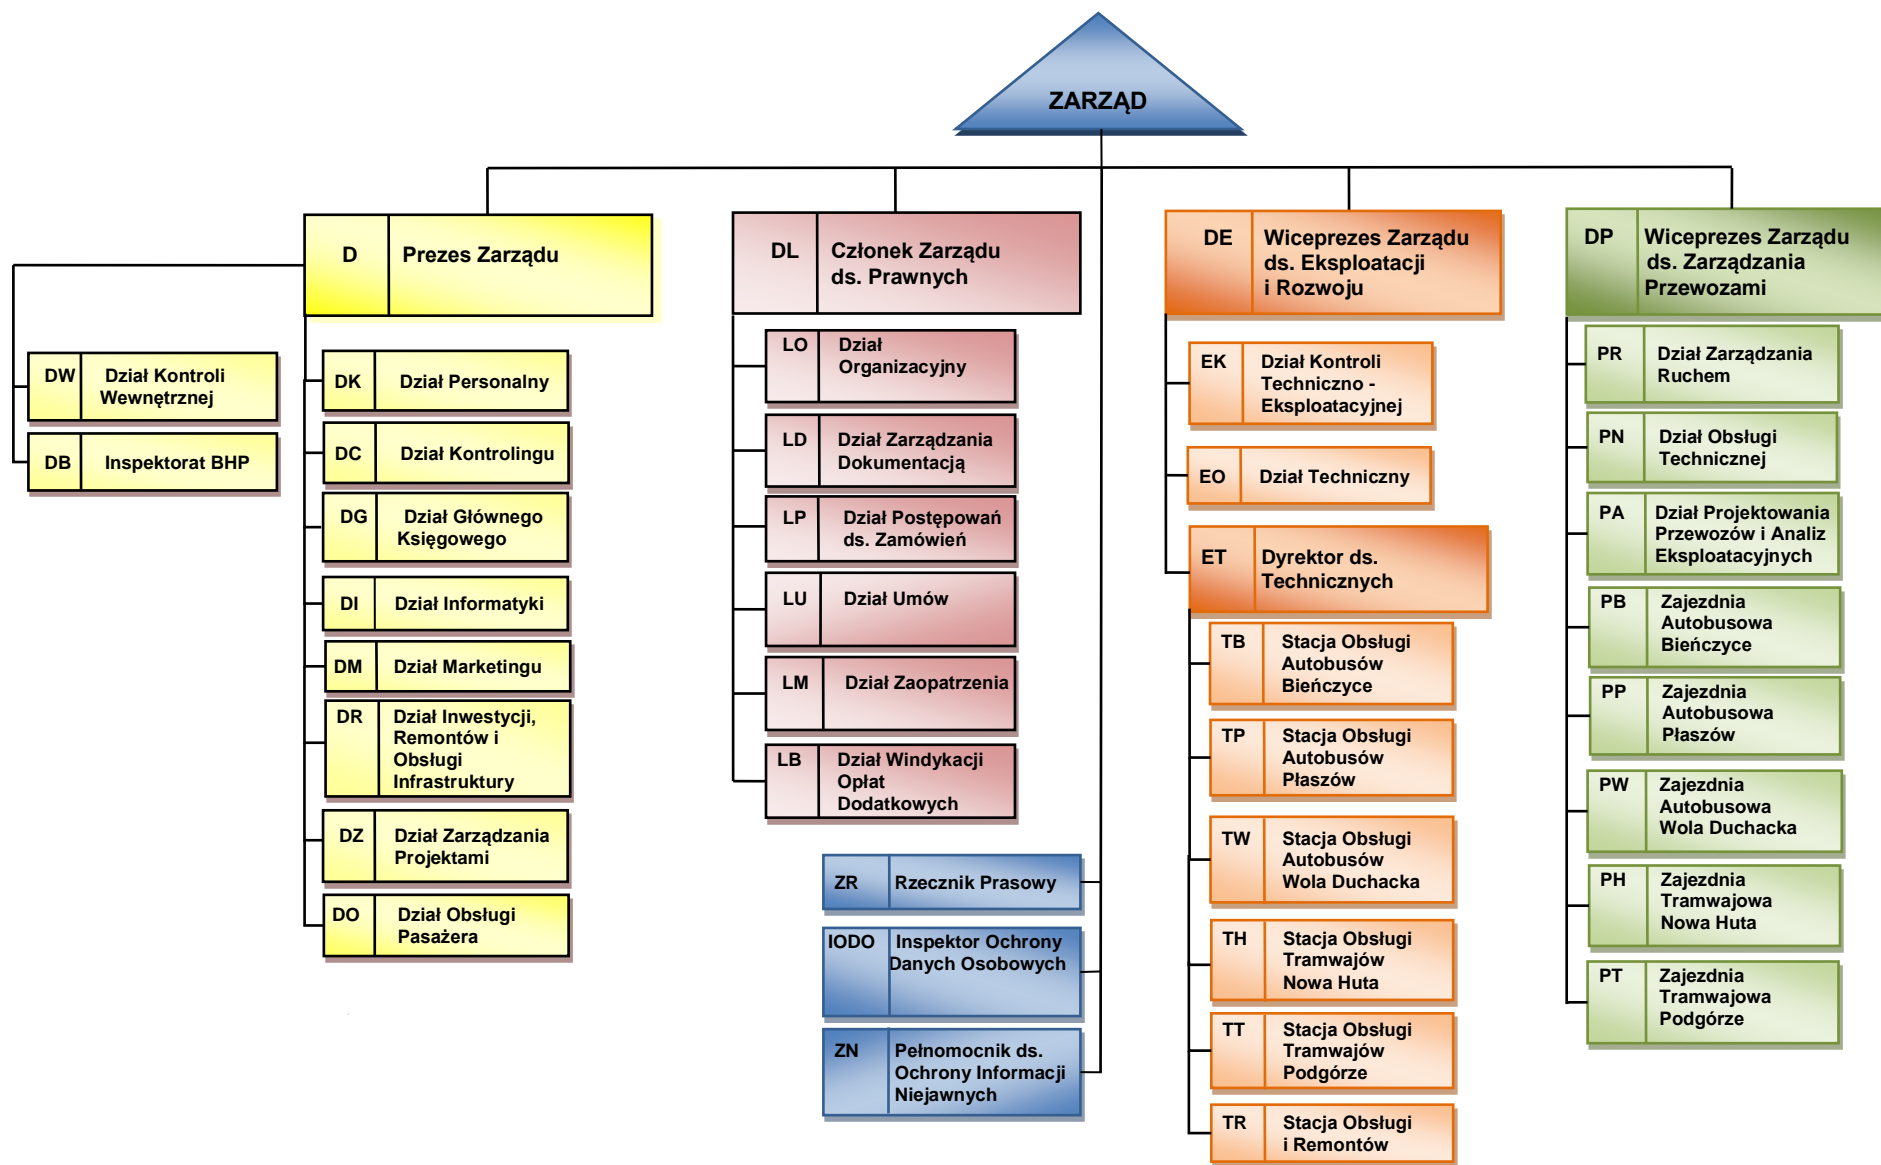 ZARZĄD
D
Prezes Zarządu
DW
Dział Kontroli
Wewnętrznej
DB
Inspektorat BHP
DK
Dział Personalny
DC
Dział Kontrolingu
DG
Dział Głównego
Księgowego
DI
Dział Informatyki
DM
Dział Marketingu
DR
Dział Inwestycji,
Remontów i
Obsługi
Infrastruktury
DZ
Dział Zarządzania
Projektami
DO
Dział Obsługi
Pasażera
DL
Członek Zarządu
ds. Prawnych
LO
Dział
Organizacyjny
LD
Dział Zarządzania
Dokumentacją
LP
Dział Postępowań
ds. Zamówień
LU
Dział Umów
LM
Dział Zaopatrzenia
LB
Dział Windykacji
Opłat
Dodatkowych
ZR
Rzecznik Prasowy
IODO
Inspektor Ochrony
Danych Osobowych
ZN
Pełnomocnik ds.
Ochrony Informacji
Niejawnych
DE
Wiceprezes Zarządu
ds. Eksploatacji
i Rozwoju
EK
Dział Kontroli
Techniczno -
Eksploatacyjnej
EO
Dział Techniczny
ET
Dyrektor ds.
Technicznych
TB
Stacja Obsługi
Autobusów
Bieńczyce
TP
Stacja Obsługi
Autobusów
Płaszów
TW
Stacja Obsługi
Autobusów
Wola Duchacka
TH
Stacja Obsługi
Tramwajów
Nowa Huta
TT
Stacja Obsługi
Tramwajów
Podgórze
TR
Stacja Obsługi
i Remontów
DP
Wiceprezes Zarządu
ds. Zarządzania
Przewozami
PR
Dział Zarządzania
Ruchem
PN
Dział Obsługi
Technicznej
PA
Dział Projektowania
Przewozów i Analiz
Eksploatacyjnych
PB
Zajezdnia
Autobusowa
Bieńczyce
PP
Zajezdnia
Autobusowa
Płaszów
PW
Zajezdnia
Autobusowa
Wola Duchacka
PH
Zajezdnia
Tramwajowa
Nowa Huta
PT
Zajezdnia
Tramwajowa
Podgórze